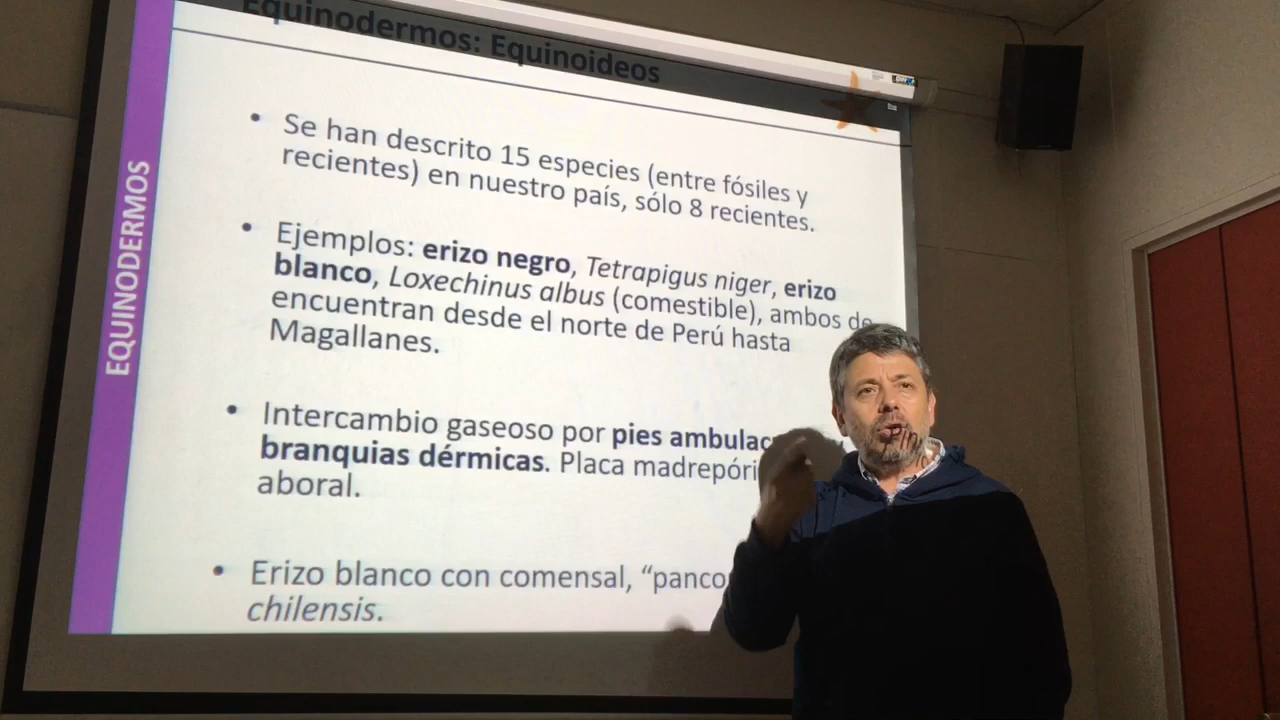 Equinodermos: Equinoideos
EQUINODERMOS
• Se han descrito 15 especies (entre fósiles y
recientes) en nuestro país, sólo 8 recientes.
• Ejemplos: erizo negro, Tetrapigus niger, erizo
blanco, Loxechinus albus (comestible), ambos de
encuentran desde el norte de Perú hasta
Magallanes.
• Intercambio gaseoso por pies ambulac
branquias dérmicas. Placa madrepóri
aboral.
• Erizo blanco con comensal, “panco
chilensis.